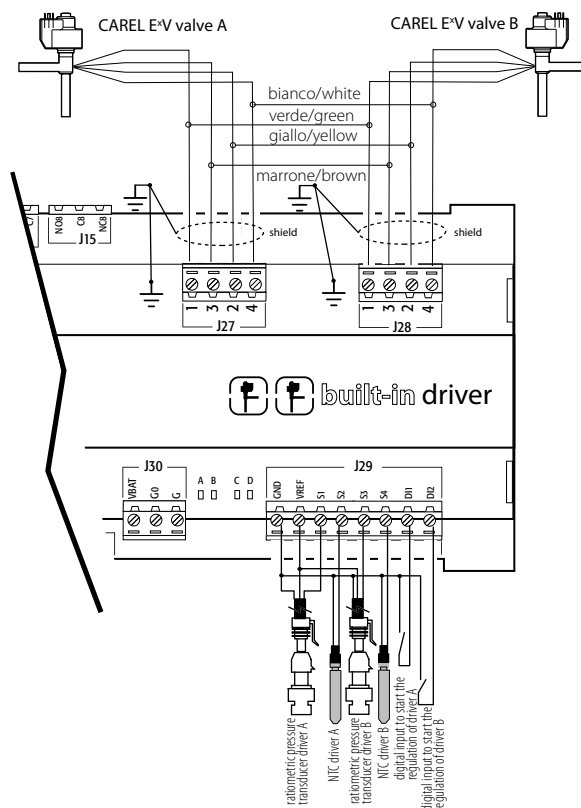 CAREL EˣV valve A
CAREL EˣV valve B
bianco/white
verde/green
giallo/yellow
marrone/brown
C7
NO8
C8
NC8
J15
shield
shield
1
3
2
4
J27
1
3
2
4
J28
built-in driver
J30
VBAT
G0
G
A
B
C
D
J29
GND
VREF
S1
S2
S3
S4
DI1
DI2
ratiometric pressure
transducer driver A
NTC driver A
ratiometric pressure
transducer driver B
NTC driver B
digital input to start the
regulation of driver A
digital input to start the
regulation of driver B